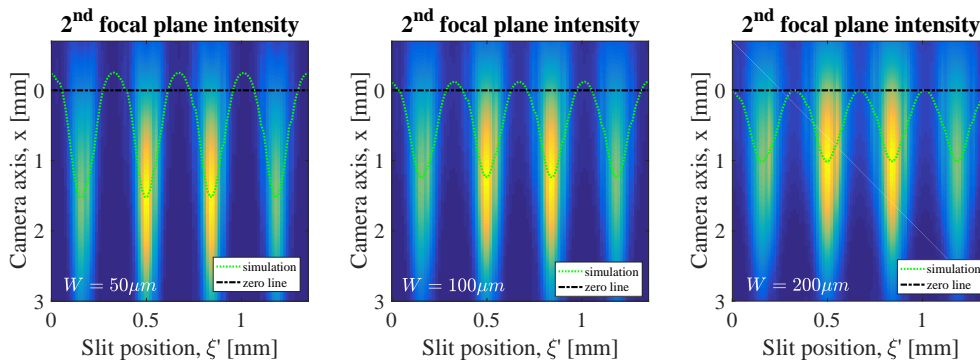 2nd focal plane intensity
Camera axis, x [mm]
0
1
2
3
W = 50μm
simulation
zero line
0
0.5
1
Slit position, ξ' [mm]
2nd focal plane intensity
Camera axis, x [mm]
0
1
2
3
W = 100μm
simulation
zero line
0
0.5
1
Slit position, ξ' [mm]
2nd focal plane intensity
Camera axis, x [mm]
0
1
2
3
W = 200μm
simulation
zero line
0
0.5
1
Slit position, ξ' [mm]